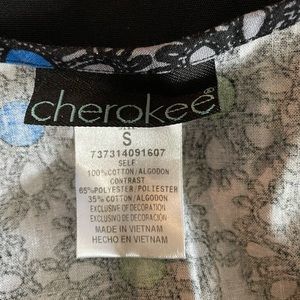 cherokee®
S
737314091607
SELF
100%COTTON/ALGODON
CONTRAST
65%POLYESTER/POLIESTER
35% COTTON/ALGODON
EXCLUSIVE OF DECORATION
EXCLUSIVO DE DECORACION
MADE IN VIETNAM
HECHO EN VIETNAM